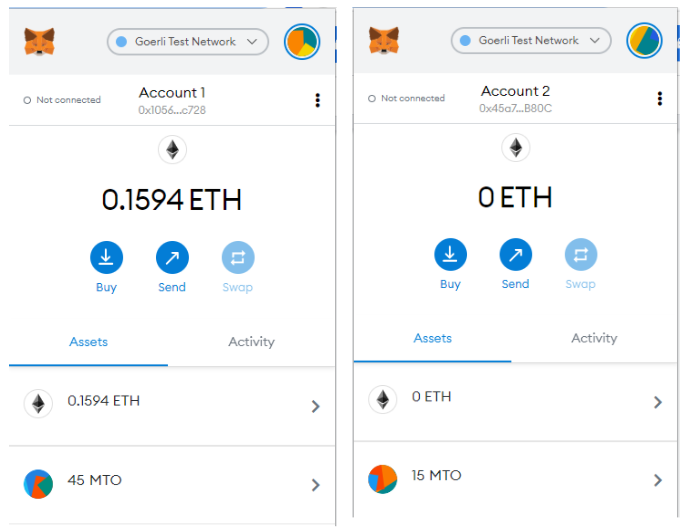 Goerli Test Network
Not connected
Account 1
0x1056...c728
0.1594 ETH
Buy Send Swap
Assets Activity
0.1594 ETH
45 MTO
Goerli Test Network
Not connected
Account 2
0x45a7...B80C
0 ETH
Buy Send Swap
Assets Activity
0 ETH
15 MTO